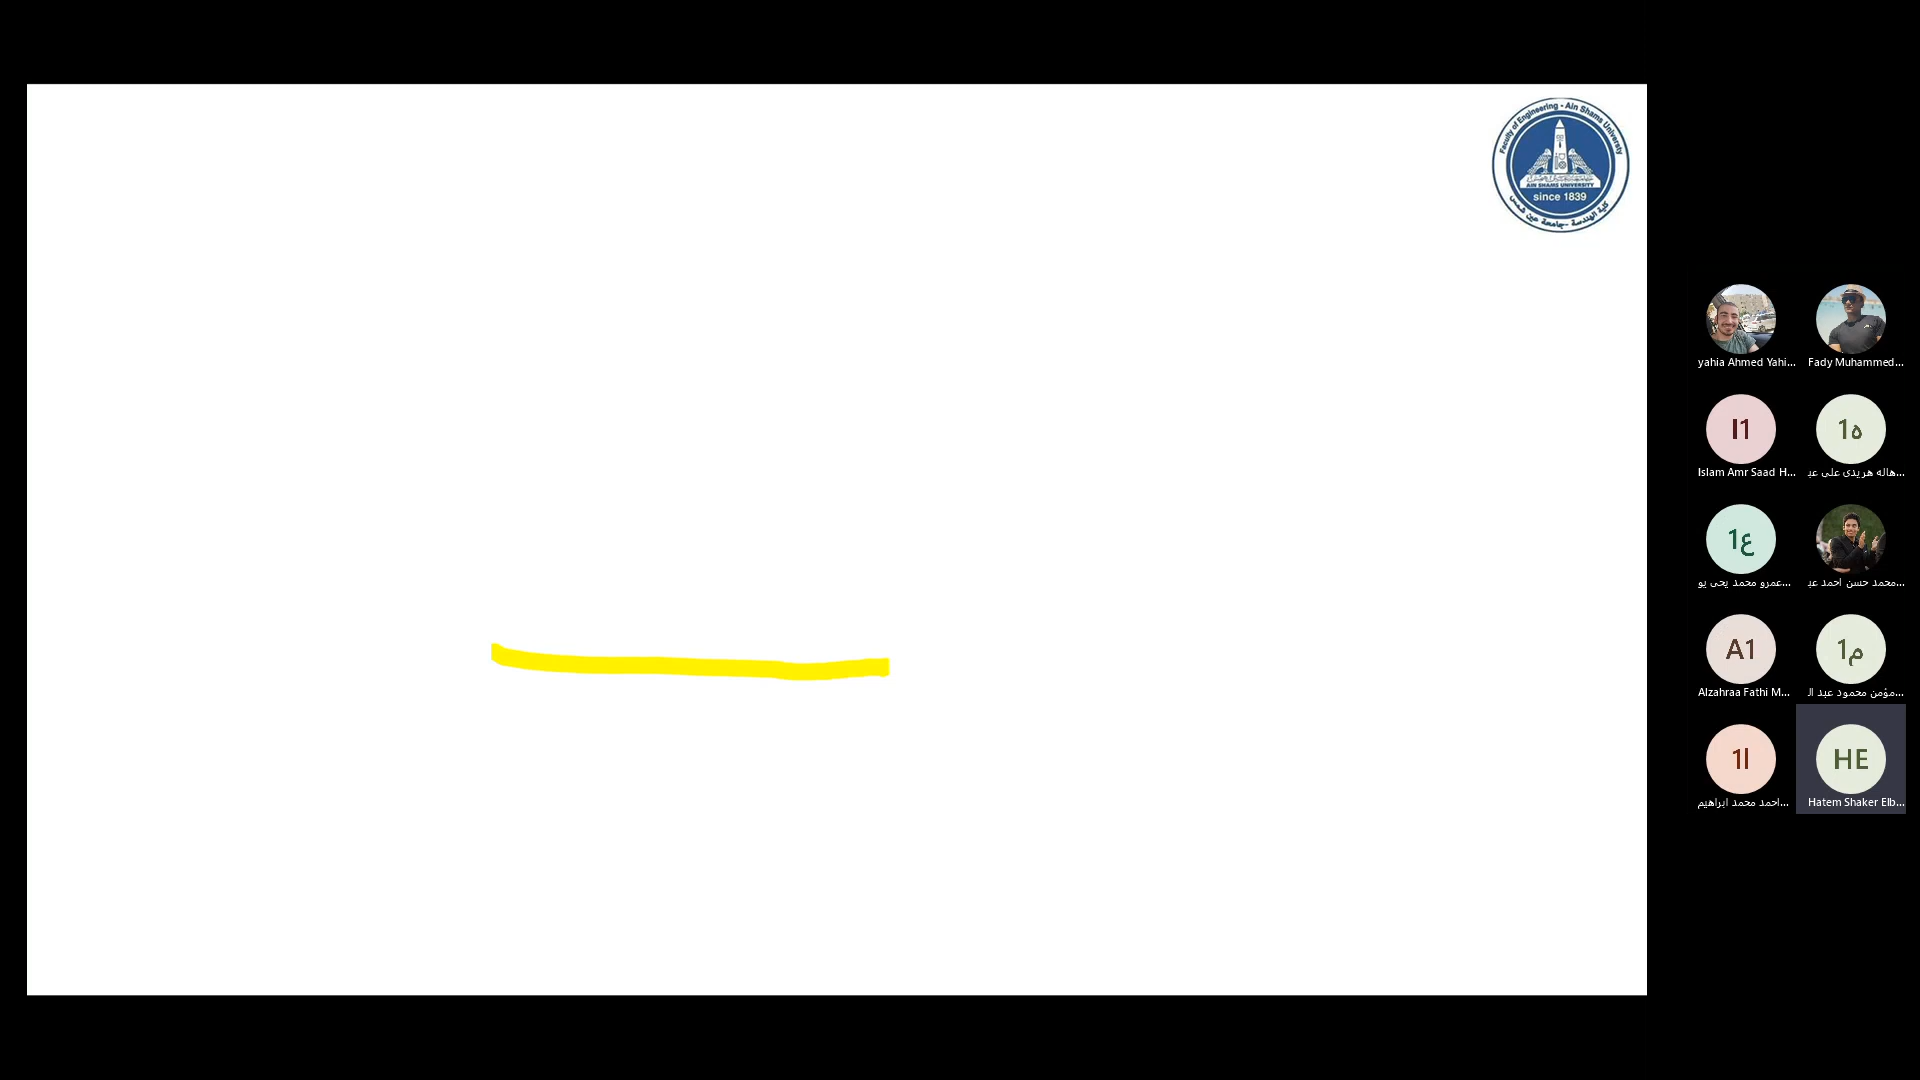 Faculty of Engineering - Ain Shams University
AIN SHAMS UNIVERSITY
since 1839
كلية الهندسة - جامعة عين شمس
yahia Ahmed Yahi...
Fady Muhammed...
I1
1ه
Islam Amr Saad H...
هاله هريدى على عبـ...
1ع
عمرو محمد يحى يو...
محمد حسن احمد عبـ...
A1
1م
Alzahraa Fathi M...
مؤمن محمود عبد الـ...
1ا
HE
احمد محمد ابراهيم...
Hatem Shaker Elb...